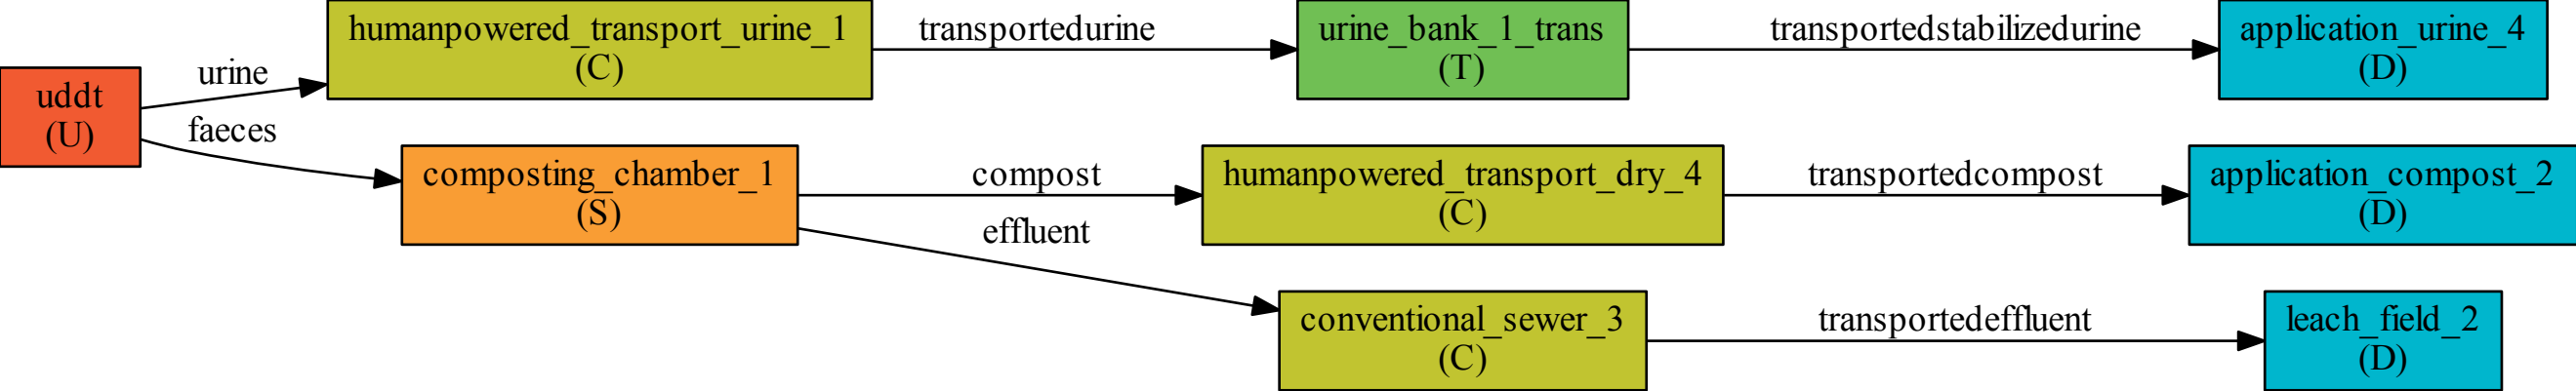 uddt
(U)
urine
faeces
humanpowered_transport_urine_1
(C)
transportedurine
urine_bank_1_trans
(T)
transportedstabilizedurine
application_urine_4
(D)
composting_chamber_1
(S)
compost
humanpowered_transport_dry_4
(C)
transportedcompost
application_compost_2
(D)
effluent
conventional_sewer_3
(C)
transportedeffluent
leach_field_2
(D)